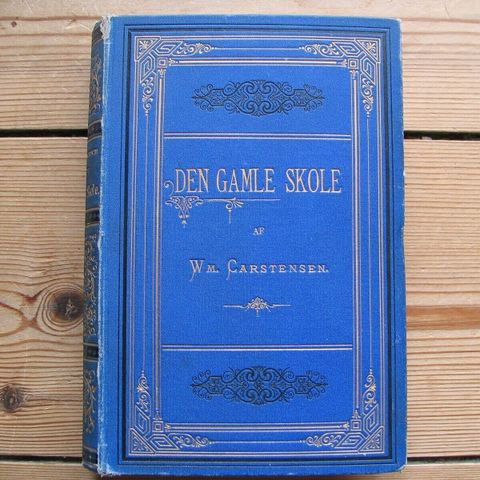 DEN GAMLE SKOLE
AF
WM. CARSTENSEN.